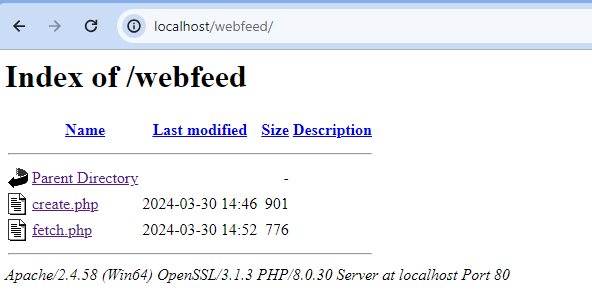 localhost/webfeed/
Index of /webfeed
Name Last modified Size Description
Parent Directory -
create.php 2024-03-30 14:46 901
fetch.php 2024-03-30 14:52 776
Apache/2.4.58 (Win64) OpenSSL/3.1.3 PHP/8.0.30 Server at localhost Port 80